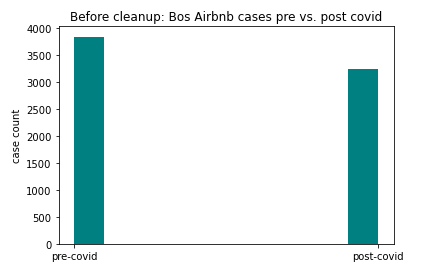 Before cleanup: Bos Airbnb cases pre vs. post covid
4000
3500
3000
2500
2000
1500
1000
500
0
case count
pre-covid
post-covid